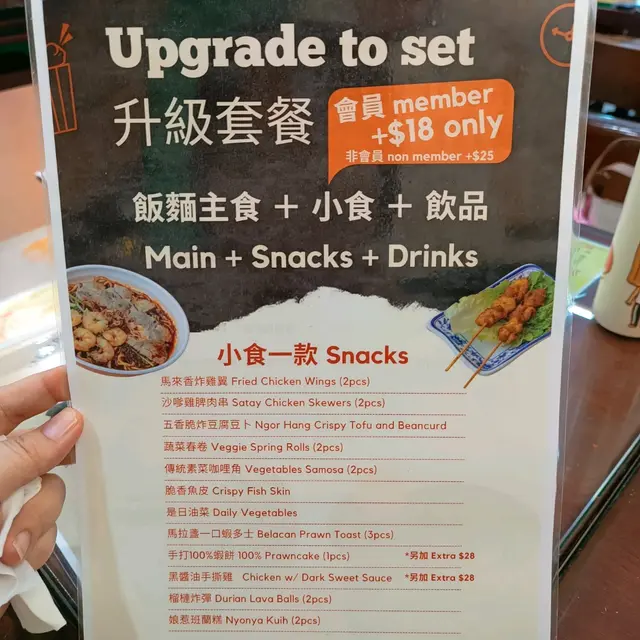 Upgrade to set
升級套餐
會員 member
+$18 only
非會員 non member +$25
飯麵主食 + 小食 + 飲品
Main + Snacks + Drinks
小食一款 Snacks
馬來香炸雞翼 Fried Chicken Wings (2pcs)
沙嗲雞脾肉串 Satay Chicken Skewers (2pcs)
五香脆炸豆腐豆卜 Ngor Hang Crispy Tofu and Beancurd
蔬菜春卷 Veggie Spring Rolls (2pcs)
傳統素菜咖哩角 Vegetables Samosa (2pcs)
脆香魚皮 Crispy Fish Skin
是日油菜 Daily Vegetables
馬拉盞一口蝦多士 Belacan Prawn Toast (3pcs)
手打100%蝦餅 100% Prawncake (1pcs) *另加 Extra $28
黑醬油手撕雞 Chicken w/ Dark Sweet Sauce *另加 Extra $28
榴槤炸彈 Durian Lava Balls (2pcs)
娘惹班蘭糕 Nyonya Kuih (2pcs)